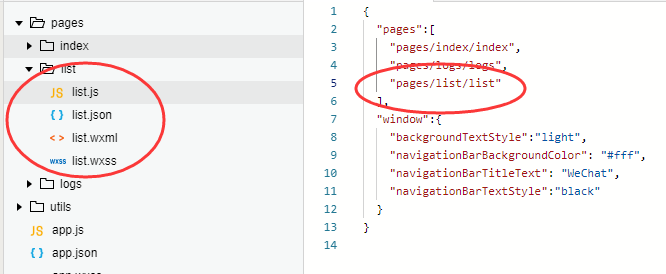 pages
index
list
JS list.js
{ } list.json
< > list.wxml
wxss list.wxss
logs
utils
JS app.js
{ } app.json
1 {
2 "pages":[
3 "pages/index/index",
4 "pages/logs/logs",
5 "pages/list/list"
6 ],
7 "window":{
8 "backgroundTextStyle":"light",
9 "navigationBarBackgroundColor": "#fff",
10 "navigationBarTitleText": "WeChat",
11 "navigationBarTextStyle":"black"
12 }
13 }
14